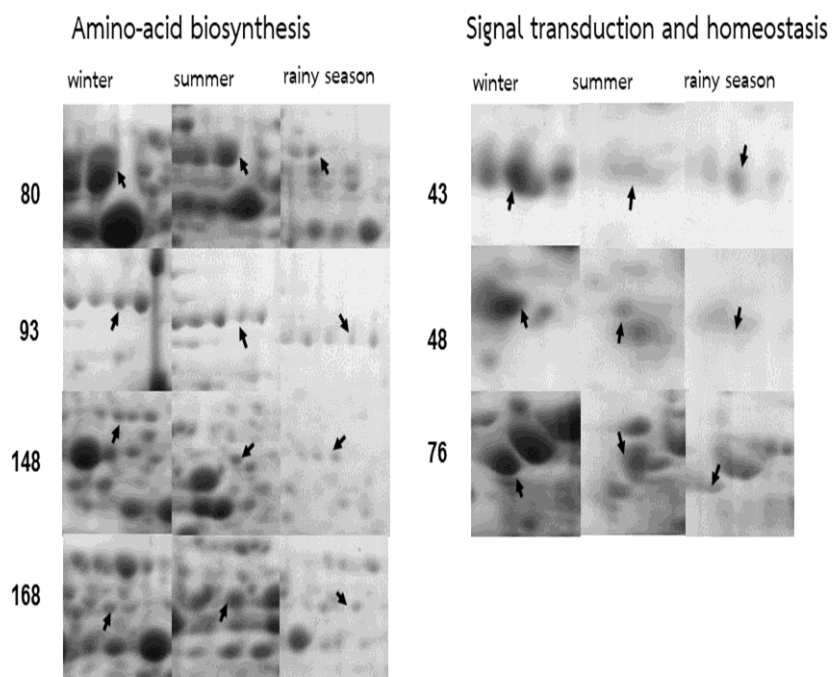 Amino-acid biosynthesis
winter summer rainy season
80
93
148
168
Signal transduction and homeostasis
winter summer rainy season
43
48
76